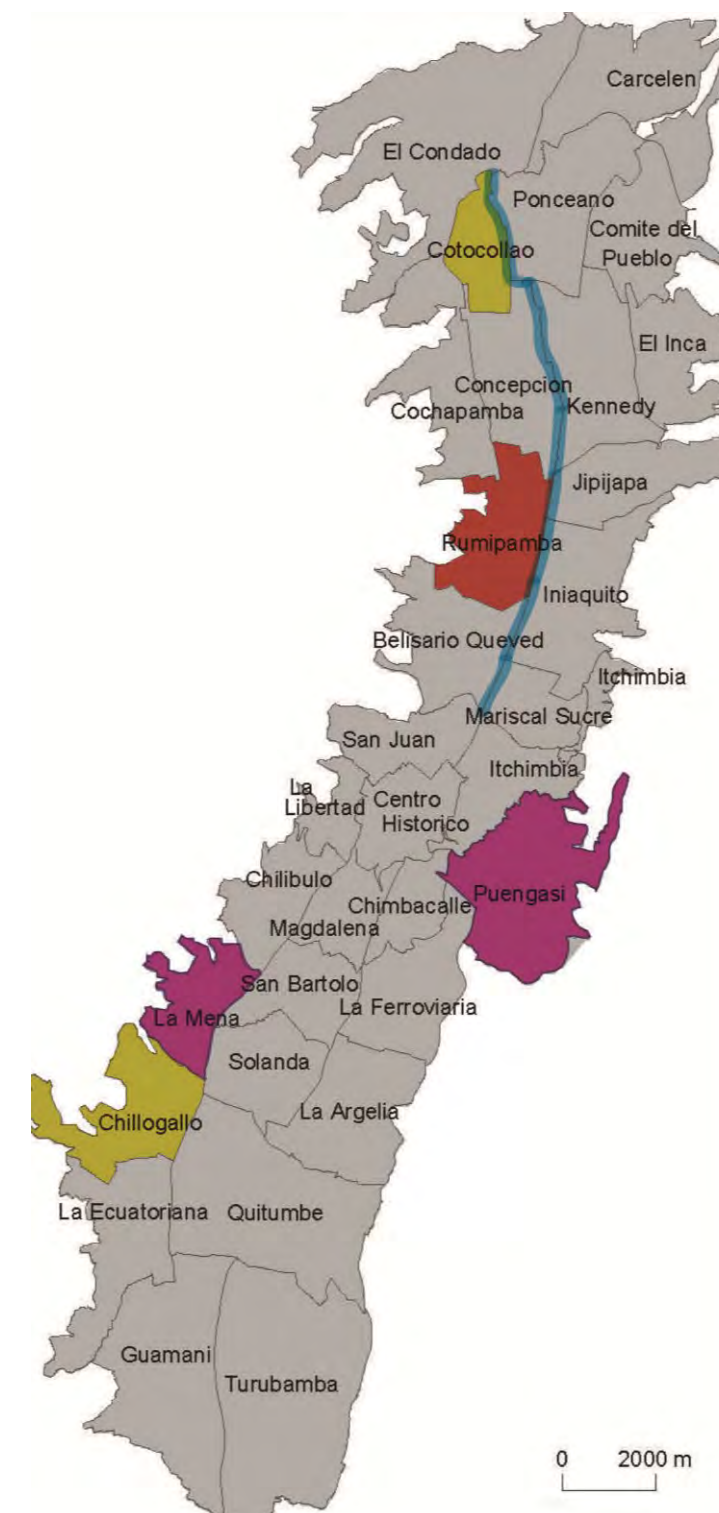 Carcelen
El Condado
Ponceano
Comite del
Pueblo
Cotocollao
El Inca
Concepcion
Cochapamba
Kennedy
Jipijapa
Rumipamba
Iniaquito
Belisario Queved
Itchimbia
Mariscal Sucre
San Juan
Itchimbia
La
Libertad
Centro
Historico
Chilibulo
Puengasi
Chimbacalle
Magdalena
San Bartolo
La Ferroviaria
La Mena
Solanda
La Argelia
Chillogallo
La Ecuatoriana
Quitumbe
Guamani
Turubamba
0 2000 m